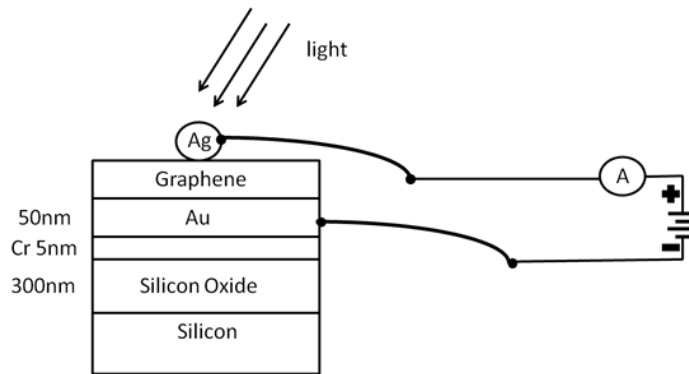 light
Ag
Graphene
A
+
50nm Au
Cr 5nm
-
300nm Silicon Oxide
Silicon